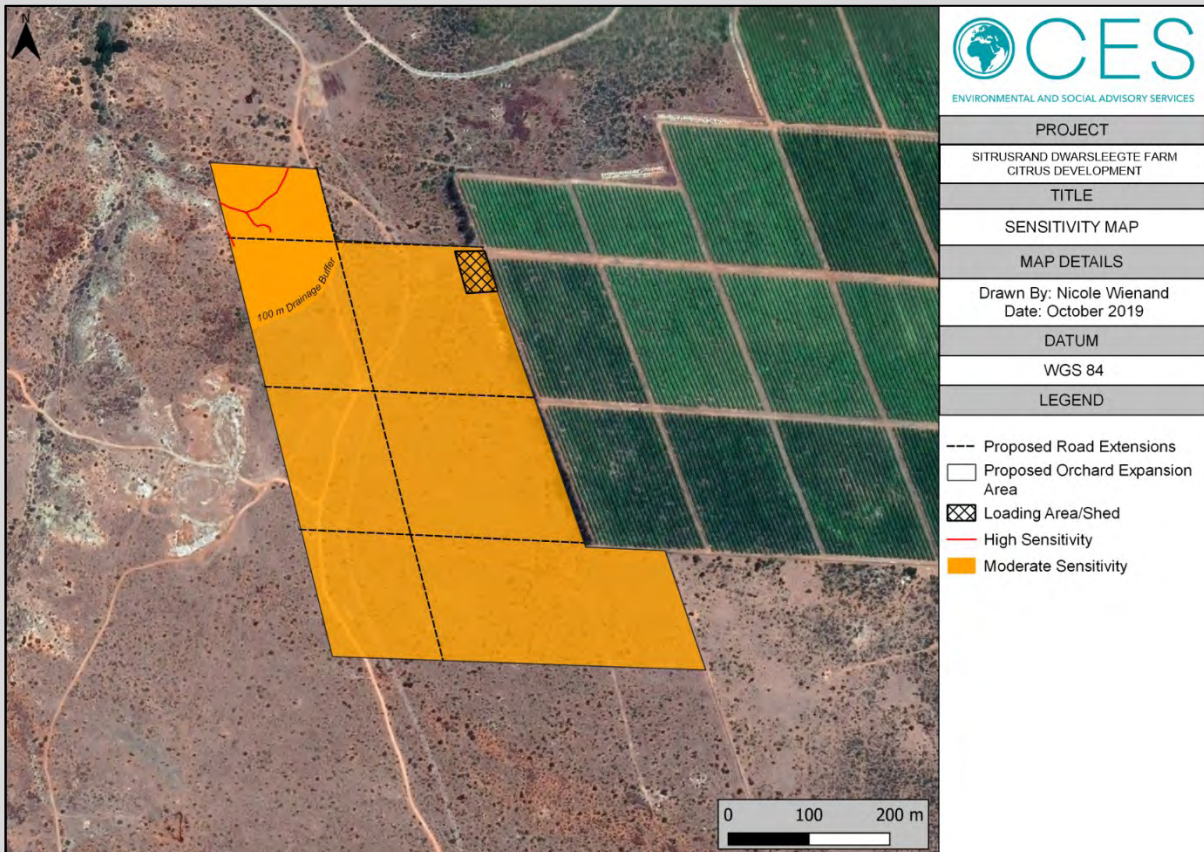 N
100 m Drainage Buffer
0 100 200 m
CES
ENVIRONMENTAL AND SOCIAL ADVISORY SERVICES
PROJECT
SITRUSRAND DWARSLEEGTE FARM
CITRUS DEVELOPMENT
TITLE
SENSITIVITY MAP
MAP DETAILS
Drawn By: Nicole Wienand
Date: October 2019
DATUM
WGS 84
LEGEND
Proposed Road Extensions
Proposed Orchard Expansion
Area
Loading Area/Shed
High Sensitivity
Moderate Sensitivity